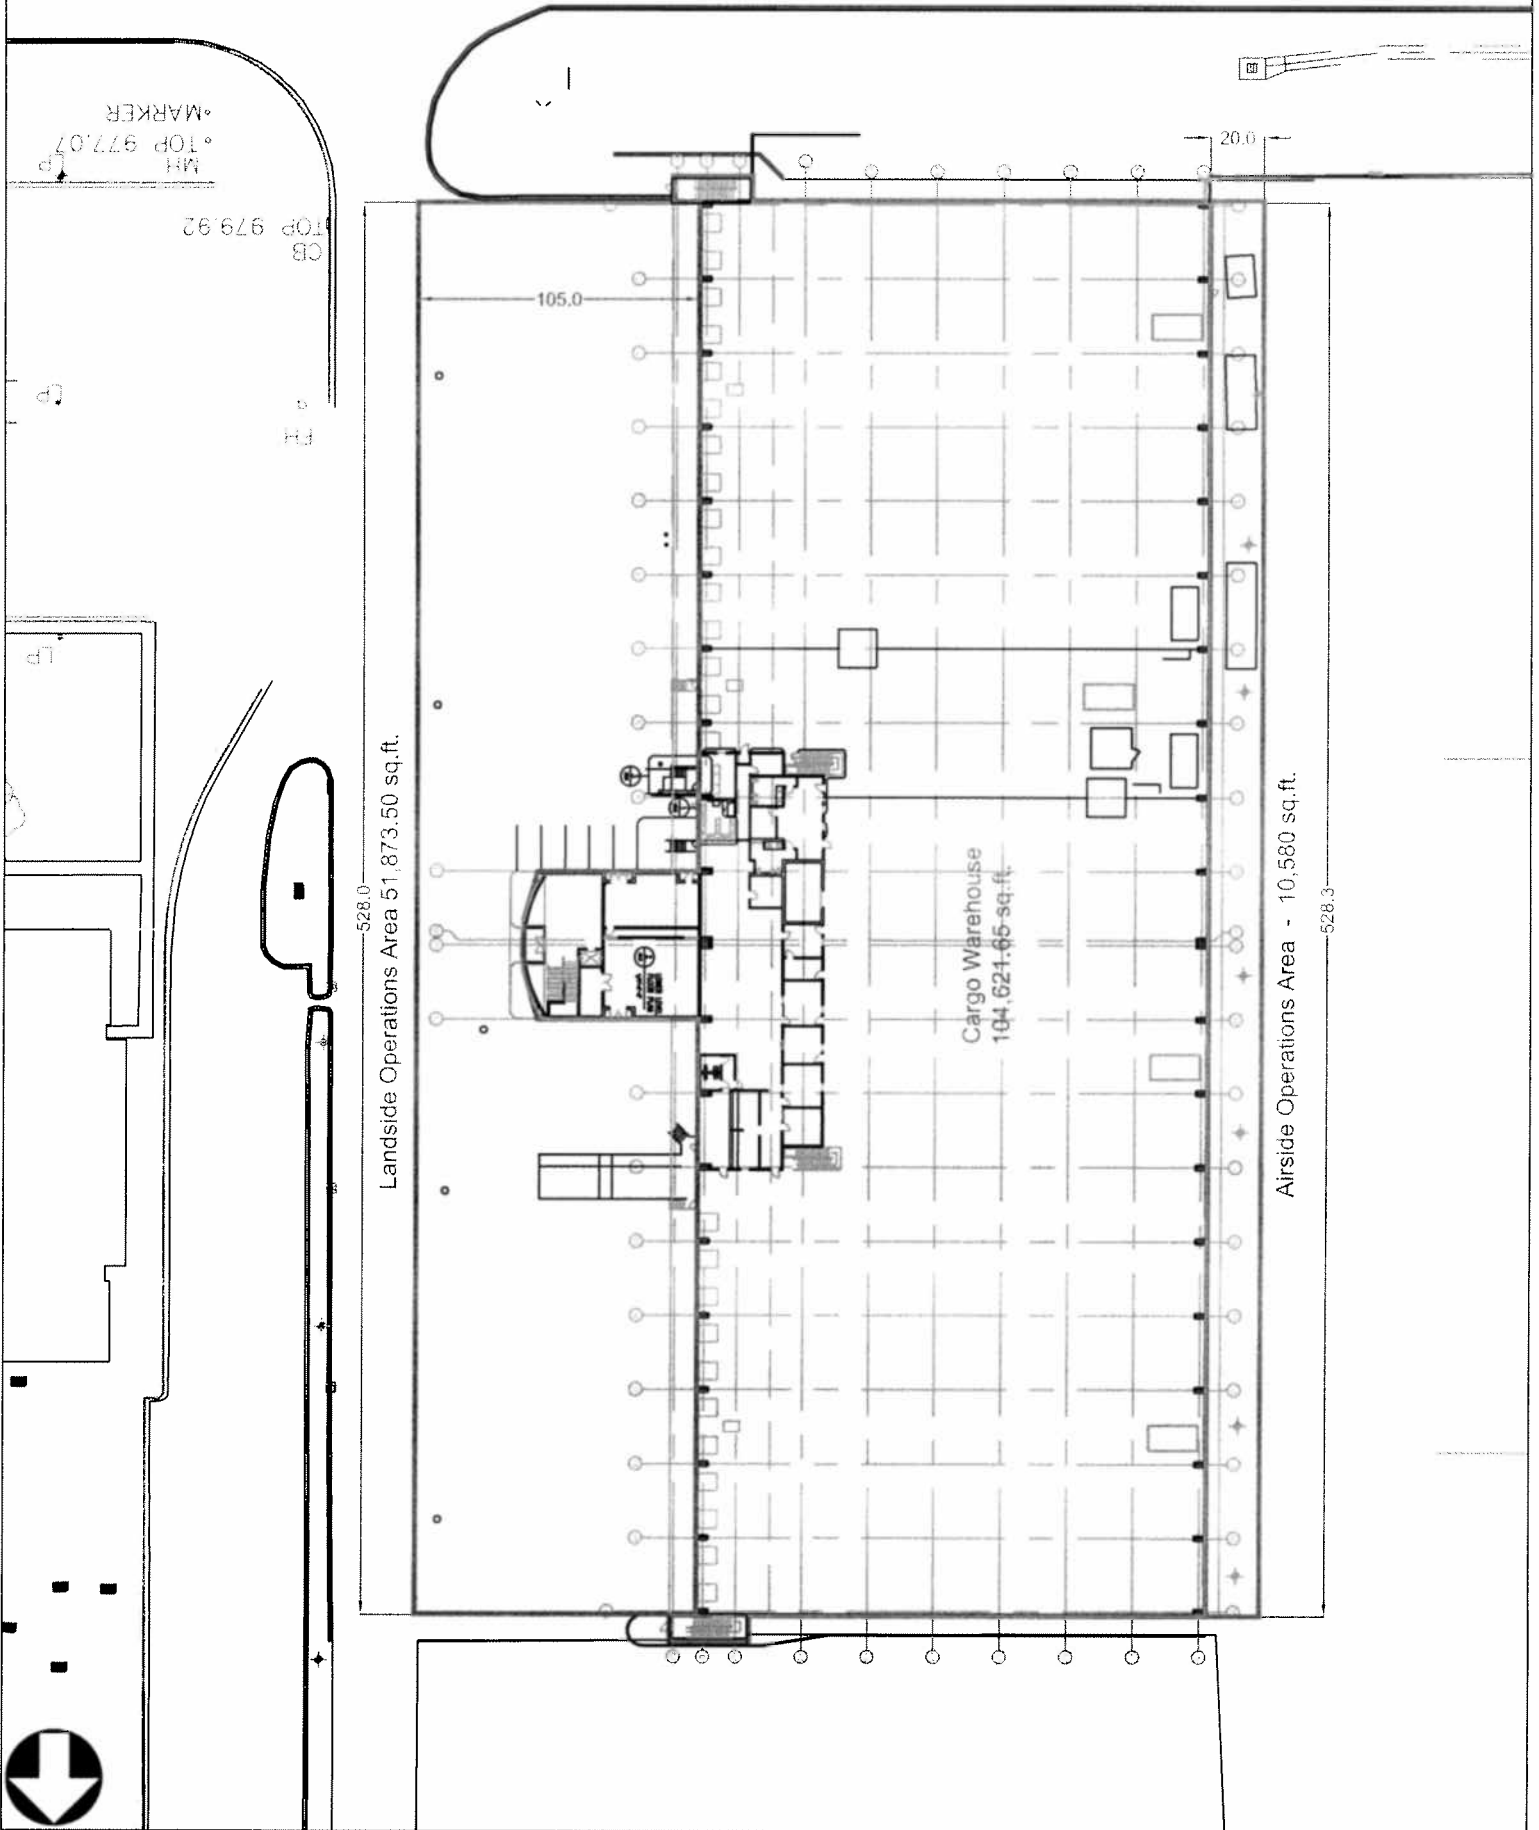 MH
TOP 977.07
MARKER
LP
CB
TOP 979.92
LP
FH
LP
20.0
105.0
528.0
Landside Operations Area 51,873.50 sq.ft.
Cargo Warehouse
104,621.65 sq.ft.
Airside Operations Area - 10,580 sq.ft.
528.3